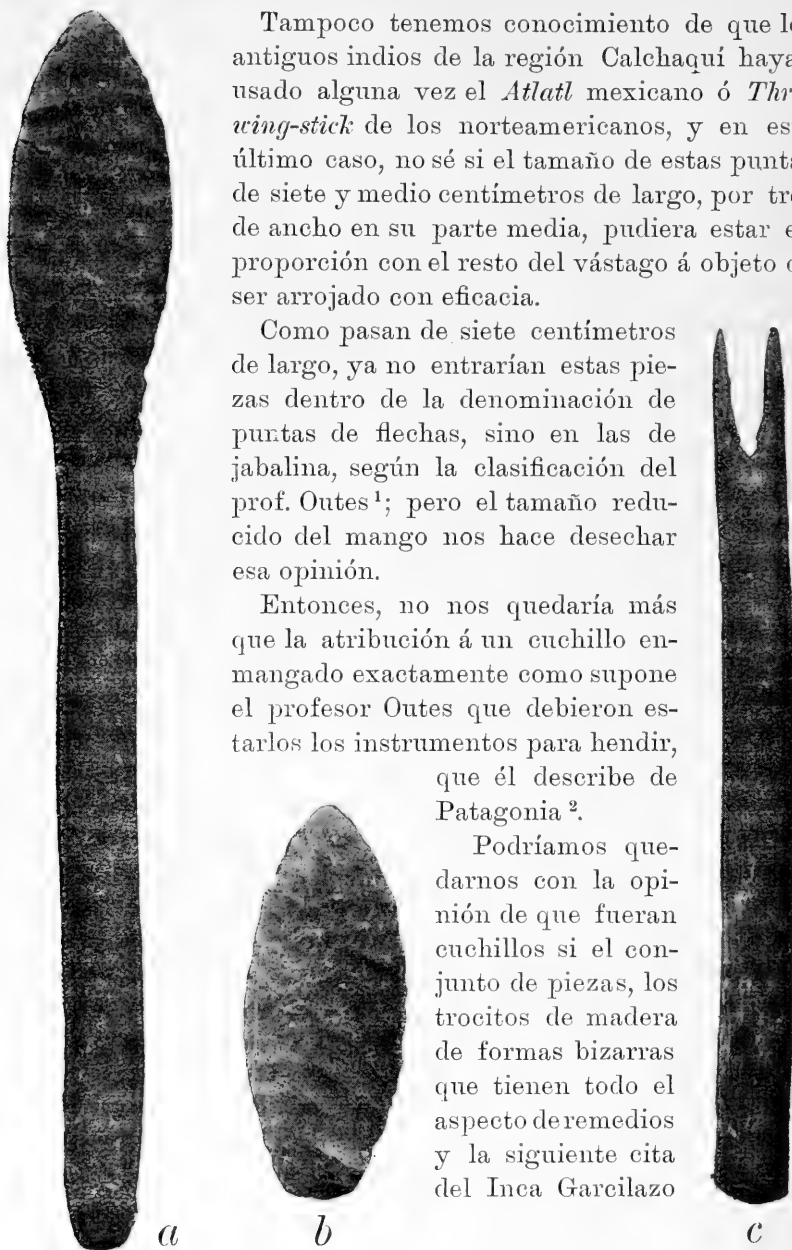 Tampoco tenemos conocimiento de que
antiguos indios de la región Calchaquí
usado alguna vez el Atlatl mexicano ó
wing-stick de los norteamericanos, y en
último caso, no sé si el tamaño de estas
de siete y medio centímetros de largo, por
de ancho en su parte media, pudiera estar
proporción con el resto del vástago á objeto
ser arrojado con eficacia.
Como pasan de siete centímetros
de largo, ya no entrarían estas pie-
zas dentro de la denominación de
puntas de flechas, sino en las de
jabalina, según la clasificación del
prof. Outes ¹; pero el tamaño redu-
cido del mango nos hace desechar
esa opinión.
Entonces, no nos quedaría más
que la atribución á un cuchillo en-
mangado exactamente como supone
el profesor Outes que debieron es-
tarlos los instrumentos para hendir,
que él describe de
Patagonia ².
Podríamos que-
darnos con la opi-
nión de que fueran
cuchillos si el con-
junto de piezas, los
trocitos de madera
de formas bizarras
que tienen todo el
aspecto de remedios
y la siguiente cita
del Inca Garcilazo
a b c